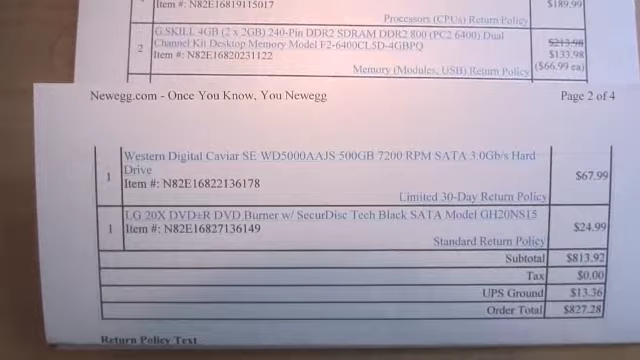 Item #: N82E16819115017
$189.99
Processors (CPUs) Return Policy
2
G.SKILL 4GB (2 x 2GB) 240-Pin DDR2 SDRAM DDR2 800 (PC2 6400) Dual
Channel Kit Desktop Memory Model F2-6400CL5D-4GBPQ
Item #: N82E16820231122
$213.98
$133.98
($66.99 ea)
Memory (Modules, USB) Return Policy
Newegg.com - Once You Know, You Newegg
Page 2 of 4
1
Western Digital Caviar SE WD5000AAJS 500GB 7200 RPM SATA 3.0Gb/s Hard
Drive
Item #: N82E16822136178
$67.99
Limited 30-Day Return Policy
1
LG 20X DVD±R DVD Burner w/ SecurDisc Tech Black SATA Model GH20NS15
Item #: N82E16827136149
$24.99
Standard Return Policy
Subtotal $813.92
Tax $0.00
UPS Ground $13.36
Order Total $827.28
Return Policy Text